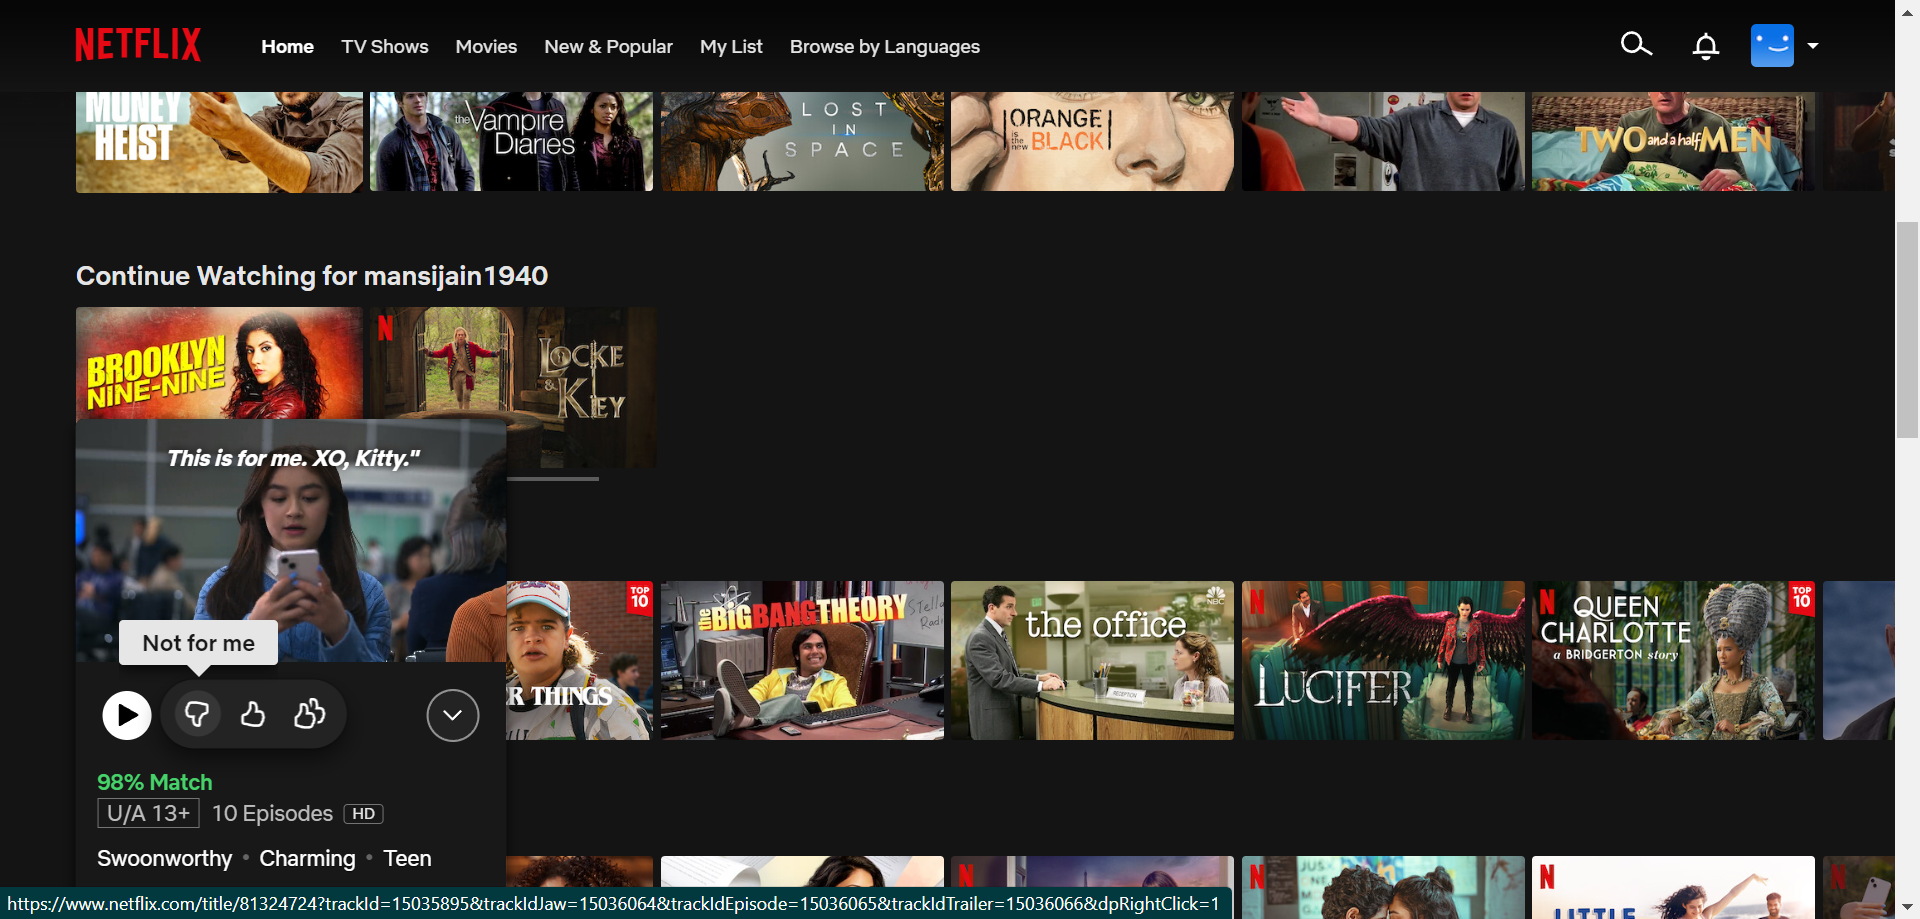 NETFLIX
Home
TV Shows
Movies
New & Popular
My List
Browse by Languages
MONEY
HEIST
the Vampire
Diaries
LOST
IN
SPACE
ORANGE
is the new BLACK
TWO and a half MEN
Continue Watching for mansijain1940
BROOKLYN
NINE-NINE
N
LOCKE
& KEY
This is for me. XO, Kitty."
Not for me
98% Match
U/A 13+ 10 Episodes HD
Swoonworthy • Charming • Teen
TOP
10
R THINGS
the BIG BANG THEORY
the office
NBC
RECEPTION
N
LUCIFER
N
QUEEN
CHARLOTTE
a BRIDGERTON story
TOP
10
N
N
N
LITTLE
N
https://www.netflix.com/title/81324724?trackId=15035895&trackIdJaw=15036064&trackIdEpisode=15036065&trackIdTrailer=15036066&dpRightClick=1